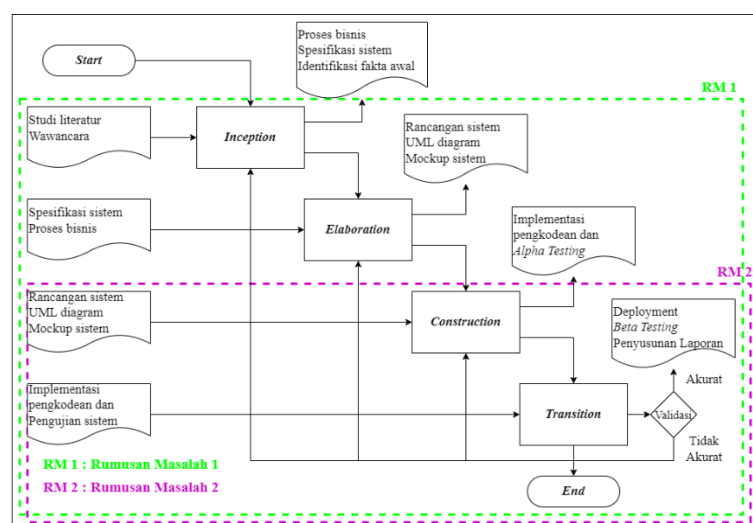 Proses bisnis
Spesifikasi sistem
Identifikasi fakta awal
Start
RM 1
Studi literatur
Wawancara
Inception
Rancangan sistem
UML diagram
Mockup sistem
Spesifikasi sistem
Proses bisnis
Elaboration
Implementasi
pengkodean dan
Alpha Testing
RM 2
Rancangan sistem
UML diagram
Mockup sistem
Construction
Deployment
Beta Testing
Penyusunan Laporan
Akurat
Implementasi
pengkodean dan
Pengujian sistem
Transition
Validasi
Tidak
Akurat
RM 1 : Rumusan Masalah 1
RM 2 : Rumusan Masalah 2
End